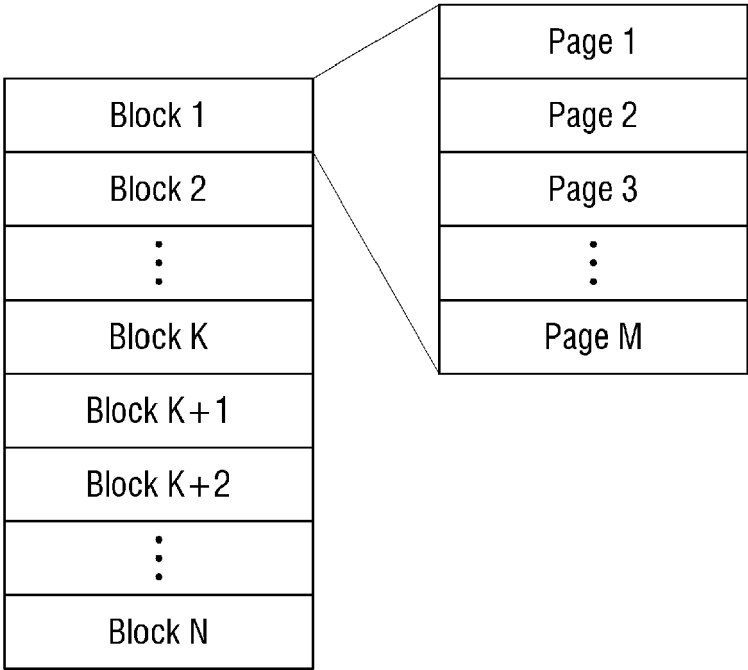 Block 1
Block 2
⋮
Block K
Block K+1
Block K+2
⋮
Block N
Page 1
Page 2
Page 3
⋮
Page M